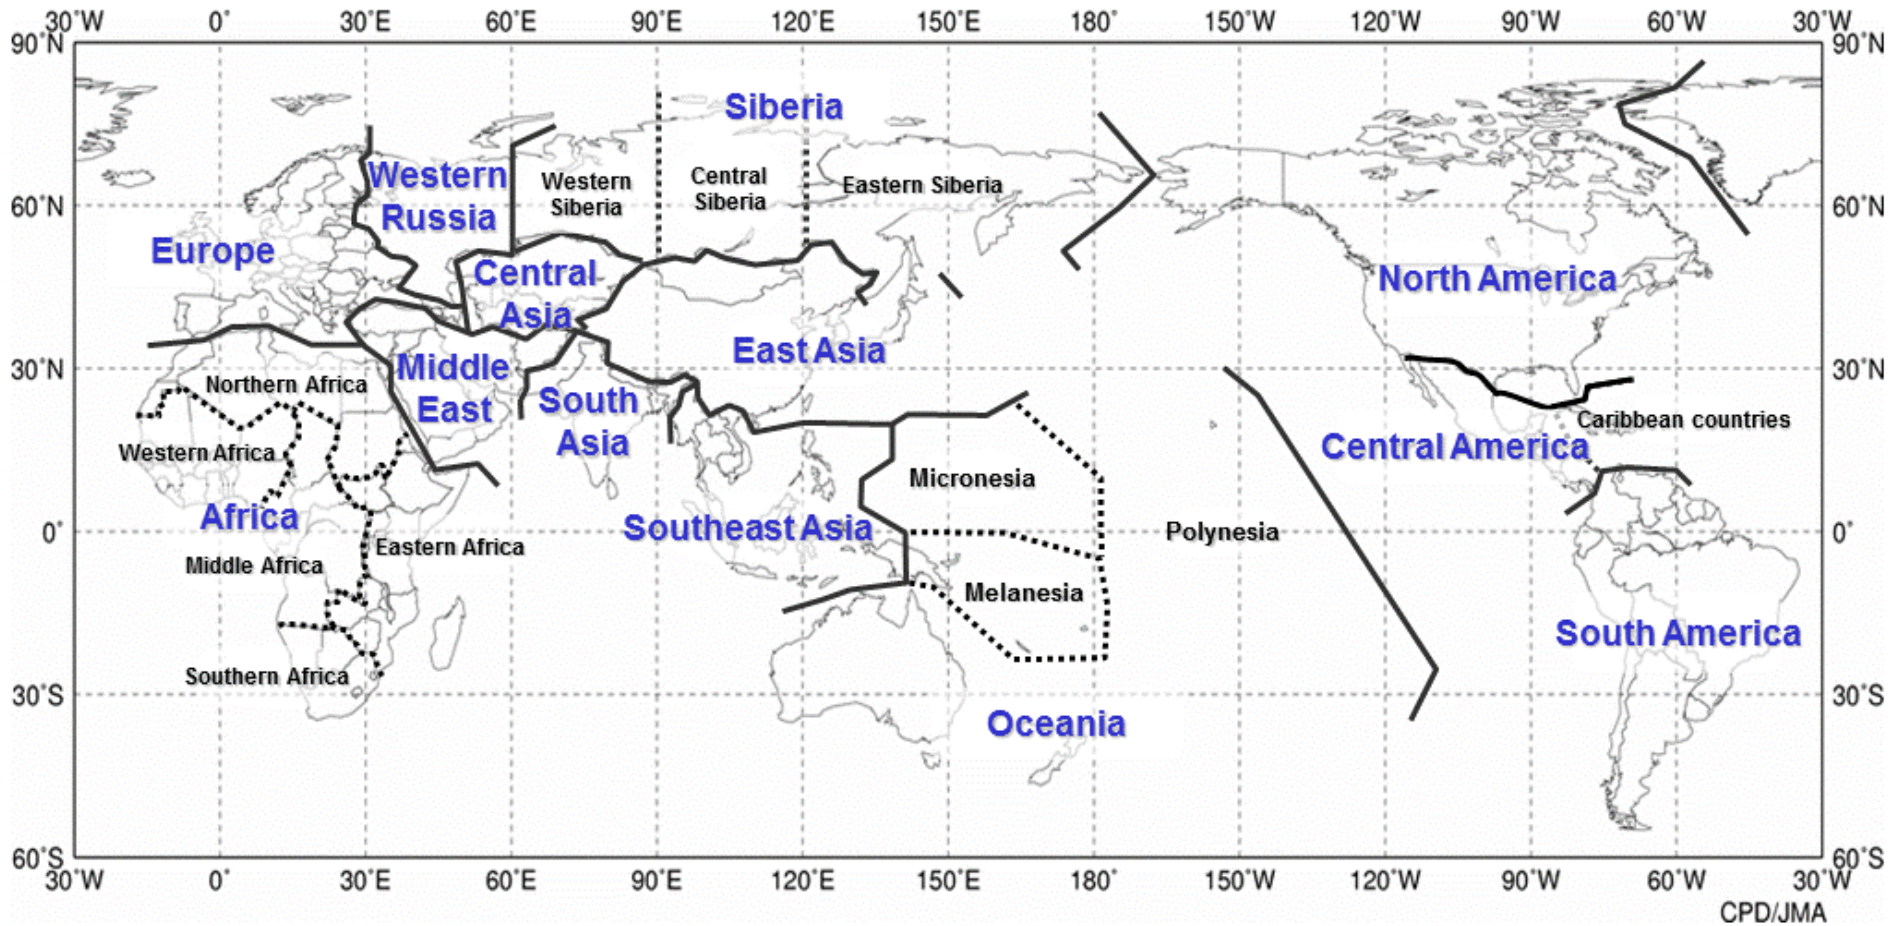 30˚W 0˚ 30˚E 60˚E 90˚E 120˚E 150˚E 180˚ 150˚W 120˚W 90˚W 60˚W 30˚W
90˚N 90˚N
Siberia
Western
Russia
Western
Siberia
Central
Siberia
Eastern Siberia
60˚N 60˚N
Europe
Central
Asia
North America
East Asia
Middle
East
30˚N 30˚N
Northern Africa
South
Asia
Caribbean countries
Western Africa
Central America
Micronesia
Africa
Southeast Asia
0˚ 0˚
Polynesia
Eastern Africa
Middle Africa
Melanesia
South America
Southern Africa
30˚S 30˚S
Oceania
60˚S 60˚S
30˚W 0˚ 30˚E 60˚E 90˚E 120˚E 150˚E 180˚ 150˚W 120˚W 90˚W 60˚W 30˚W
CPD/JMA